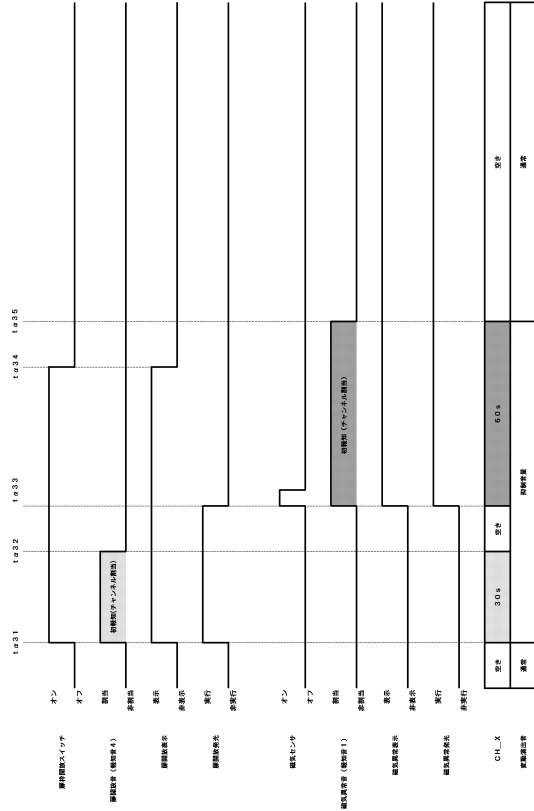 tα31
tα32
tα33
tα34
tα35
扉枠開放スイッチ
オン
オフ
扉開放音（報知音4）
割当
非割当
初報知(チャンネル割当)
扉開放表示
表示
非表示
扉開放発光
実行
非実行
磁気センサ
オン
オフ
磁気異常音（報知音1）
割当
非割当
初報知（チャンネル割当）
磁気異常表示
表示
非表示
磁気異常発光
実行
非実行
CH_X
空き
30s
空き
60s
空き
変動演出音
通常
抑制音量
通常